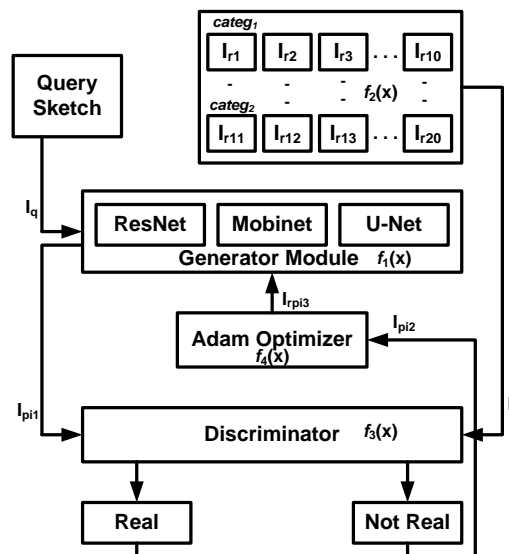 categ1
Ir1 Ir2 Ir3 ... Ir10
- - - -
Query
Sketch
f2(x)
categ2
- - - -
Ir11 Ir12 Ir13 ... Ir20
Iq
ResNet Mobinet U-Net
Generator Module f1(x)
Irpi3
Adam Optimizer
f4(x)
Ipi2
Ipi1
I
Discriminator f3(x)
Real
Not Real